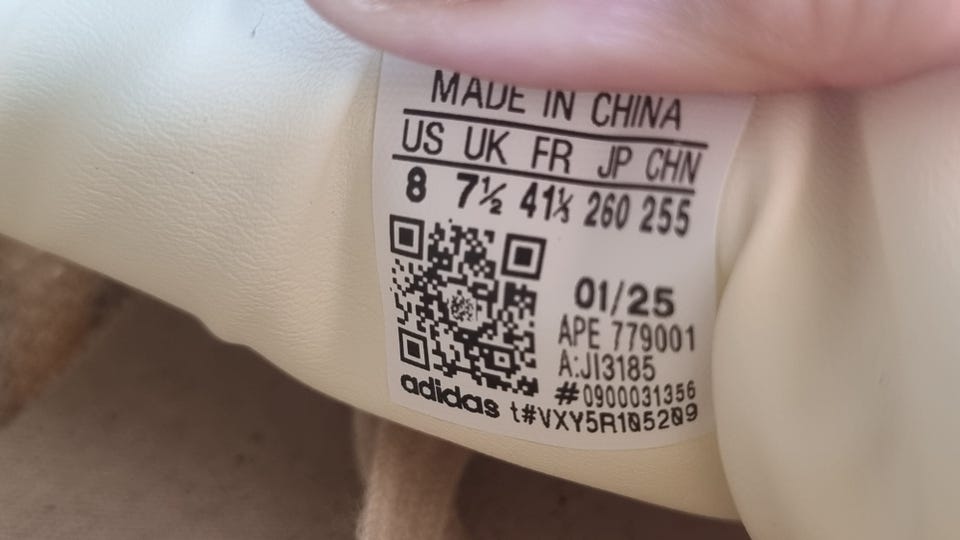 MADE IN CHINA
US UK FR JP CHN
8 7½ 41⅓ 260 255
01/25
APE 779001
A:JI3185
#0900031356
adidas t#VXY5R105209